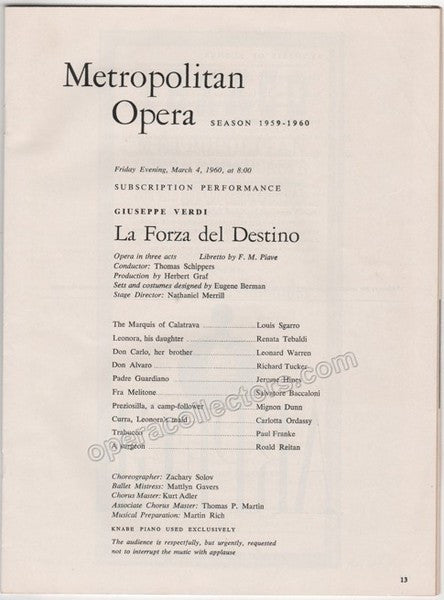 Metropolitan
Opera SEASON 1959-1960
Friday Evening, March 4, 1960, at 8:00
SUBSCRIPTION PERFORMANCE
GIUSEPPE VERDI
La Forza del Destino
Opera in three acts Libretto by F. M. Piave
Conductor: Thomas Schippers
Production by Herbert Graf
Sets and costumes designed by Eugene Berman
Stage Director: Nathaniel Merrill
The Marquis of Calatrava Louis Sgarro
Leonora, his daughter Renata Tebaldi
Don Carlo, her brother Leonard Warren
Don Alvaro Richard Tucker
Padre Guardiano Jerome Hines
Fra Melitone Salvatore Baccaloni
Preziosilla, a camp-follower Mignon Dunn
Curra, Leonora's maid Carlotta Ordassy
Trabucco Paul Franke
A surgeon Roald Reitan
operacollectors.com
Choreographer: Zachary Solov
Ballet Mistress: Mattlyn Gavers
Chorus Master: Kurt Adler
Associate Chorus Master: Thomas P. Martin
Musical Preparation: Martin Rich
KNABE PIANO USED EXCLUSIVELY
The audience is respectfully, but urgently, requested
not to interrupt the music with applause
13